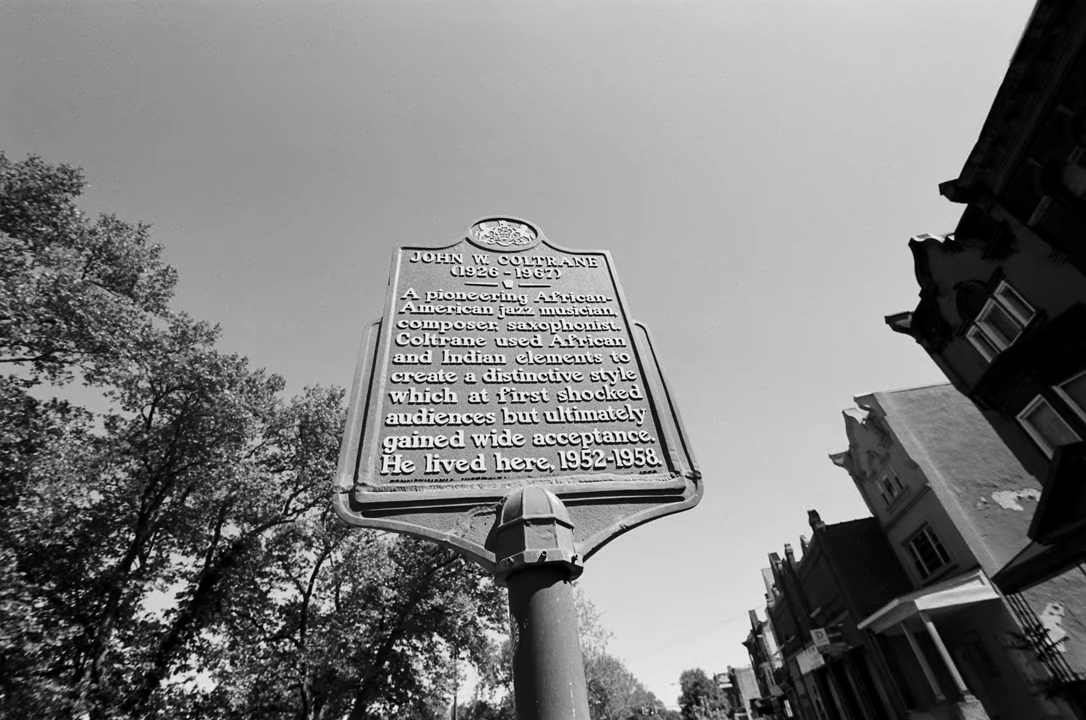 JOHN W. COLTRANE
(1926 - 1967)
A pioneering African-
American jazz musician,
composer, saxophonist.
Coltrane used African
and Indian elements to
create a distinctive style
which at first shocked
audiences but ultimately
gained wide acceptance.
He lived here, 1952-1958.